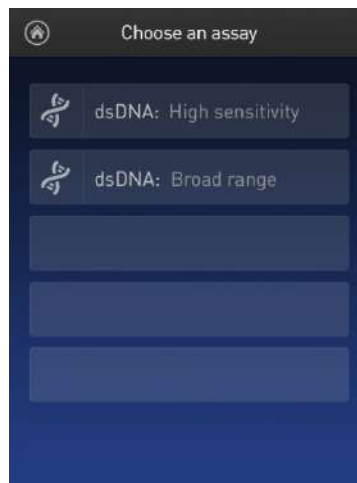 Choose an assay
dsDNA: High sensitivity
dsDNA: Broad range